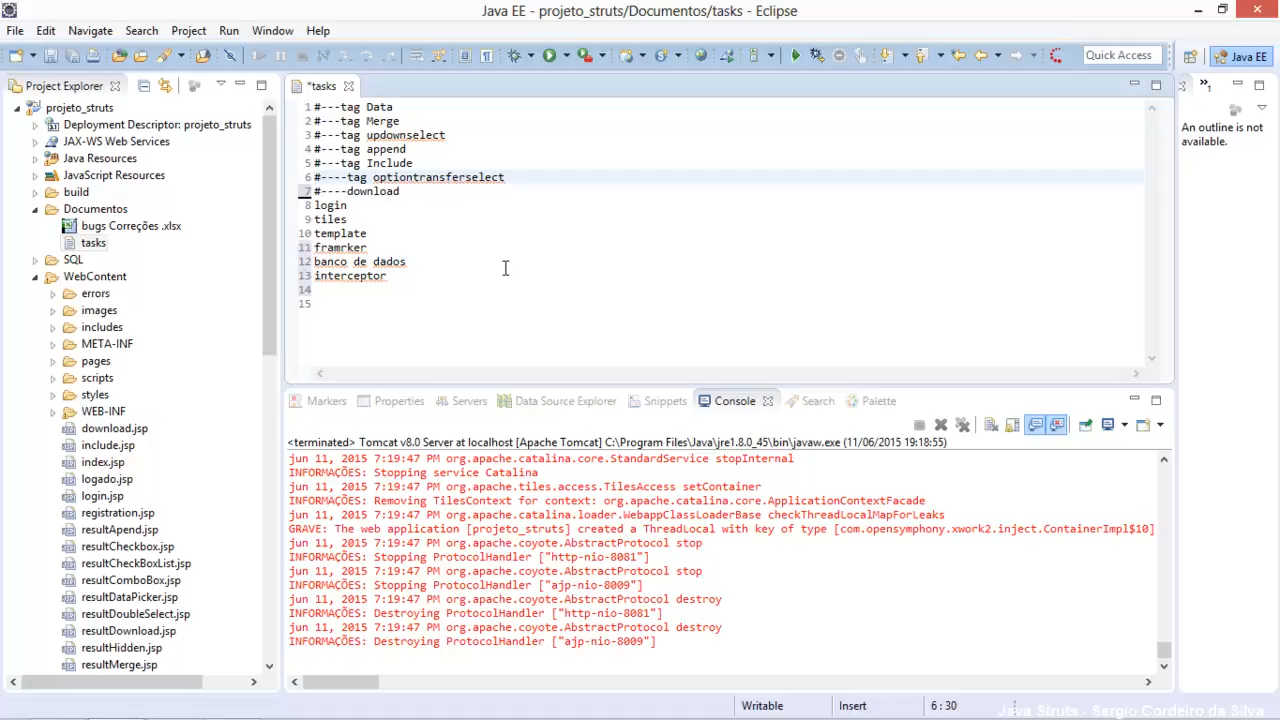 Java EE - projeto_struts/Documentos/tasks - Eclipse
File Edit Navigate Search Project Run Window Help
Quick Access
Java EE
Project Explorer
projeto_struts
Deployment Descriptor: projeto_struts
JAX-WS Web Services
Java Resources
JavaScript Resources
build
Documentos
bugs Correções .xlsx
tasks
SQL
WebContent
errors
images
includes
META-INF
pages
scripts
styles
WEB-INF
download.jsp
include.jsp
index.jsp
logado.jsp
login.jsp
registration.jsp
resultApend.jsp
resultCheckbox.jsp
resultCheckBoxList.jsp
resultComboBox.jsp
resultDataPicker.jsp
resultDoubleSelect.jsp
resultDownload.jsp
resultHidden.jsp
resultMerge.jsp
*tasks
1 #---tag Data
2 #---tag Merge
3 #---tag updownselect
4 #---tag append
5 #---tag Include
6 #----tag optiontransferselect
7 #----download
8 login
9 tiles
10 template
11 framrker
12 banco de dados
13 interceptor
14
15
An outline is not
available.
Markers Properties Servers Data Source Explorer Snippets Console Search Palette
<terminated> Tomcat v8.0 Server at localhost [Apache Tomcat] C:\Program Files\Java\jre1.8.0_45\bin\javaw.exe (11/06/2015 19:18:55)
jun 11, 2015 7:19:47 PM org.apache.catalina.core.StandardService stopInternal
INFORMAÇÕES: Stopping service Catalina
jun 11, 2015 7:19:47 PM org.apache.tiles.access.TilesAccess setContainer
INFORMAÇÕES: Removing TilesContext for context: org.apache.catalina.core.ApplicationContextFacade
jun 11, 2015 7:19:47 PM org.apache.catalina.loader.WebappClassLoaderBase checkThreadLocalMapForLeaks
GRAVE: The web application [projeto_struts] created a ThreadLocal with key of type [com.opensymphony.xwork2.inject.ContainerImpl$10]
jun 11, 2015 7:19:47 PM org.apache.coyote.AbstractProtocol stop
INFORMAÇÕES: Stopping ProtocolHandler ["http-nio-8081"]
jun 11, 2015 7:19:47 PM org.apache.coyote.AbstractProtocol stop
INFORMAÇÕES: Stopping ProtocolHandler ["ajp-nio-8009"]
jun 11, 2015 7:19:47 PM org.apache.coyote.AbstractProtocol destroy
INFORMAÇÕES: Destroying ProtocolHandler ["http-nio-8081"]
jun 11, 2015 7:19:47 PM org.apache.coyote.AbstractProtocol destroy
INFORMAÇÕES: Destroying ProtocolHandler ["ajp-nio-8009"]
Writable Insert 6 : 30
Java Struts - Sergio Cordeiro da Silva